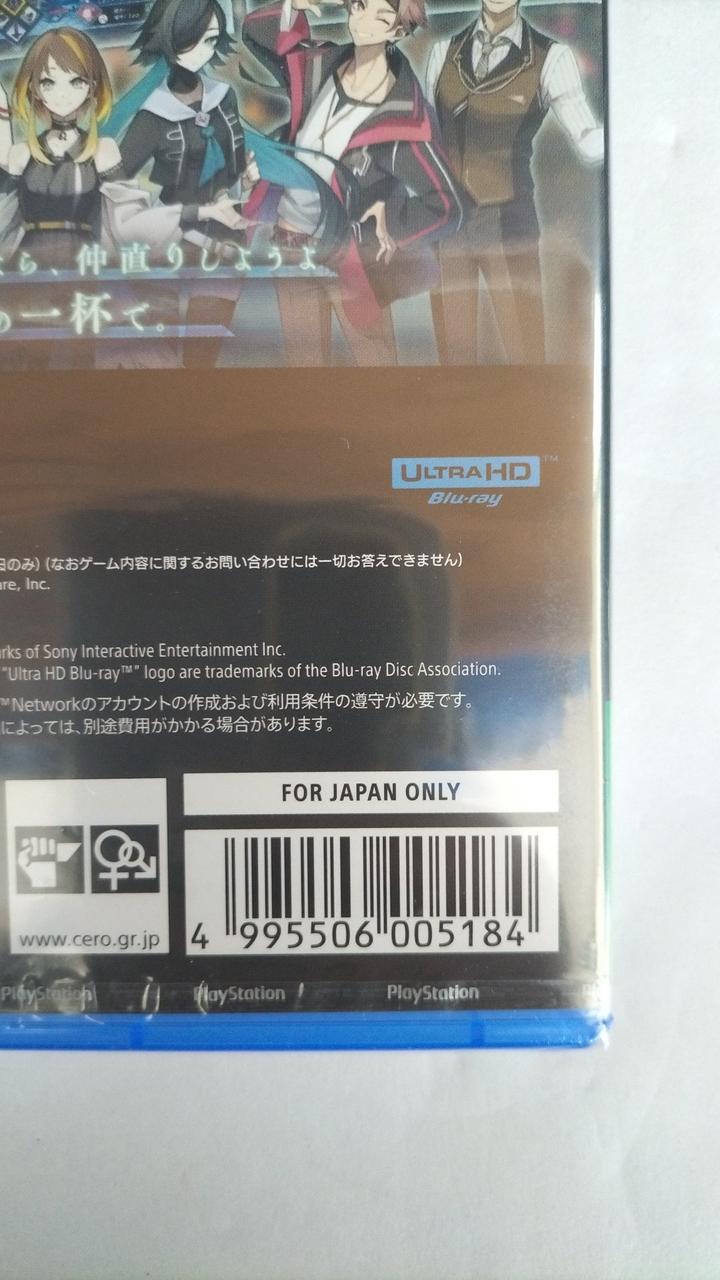 ら、仲直りしようよ
の一杯で。
ULTRA HD™
Blu-ray
日のみ) (なおゲーム内容に関するお問い合わせには一切お答えできません)
are, Inc.
rks of Sony Interactive Entertainment Inc.
“Ultra HD Blu-ray™” logo are trademarks of the Blu-ray Disc Association.
™Networkのアカウントの作成および利用条件の遵守が必要です。
によっては、別途費用がかかる場合があります。
FOR JAPAN ONLY
www.cero.gr.jp
4 995506 005184
PlayStation PlayStation PlayStation